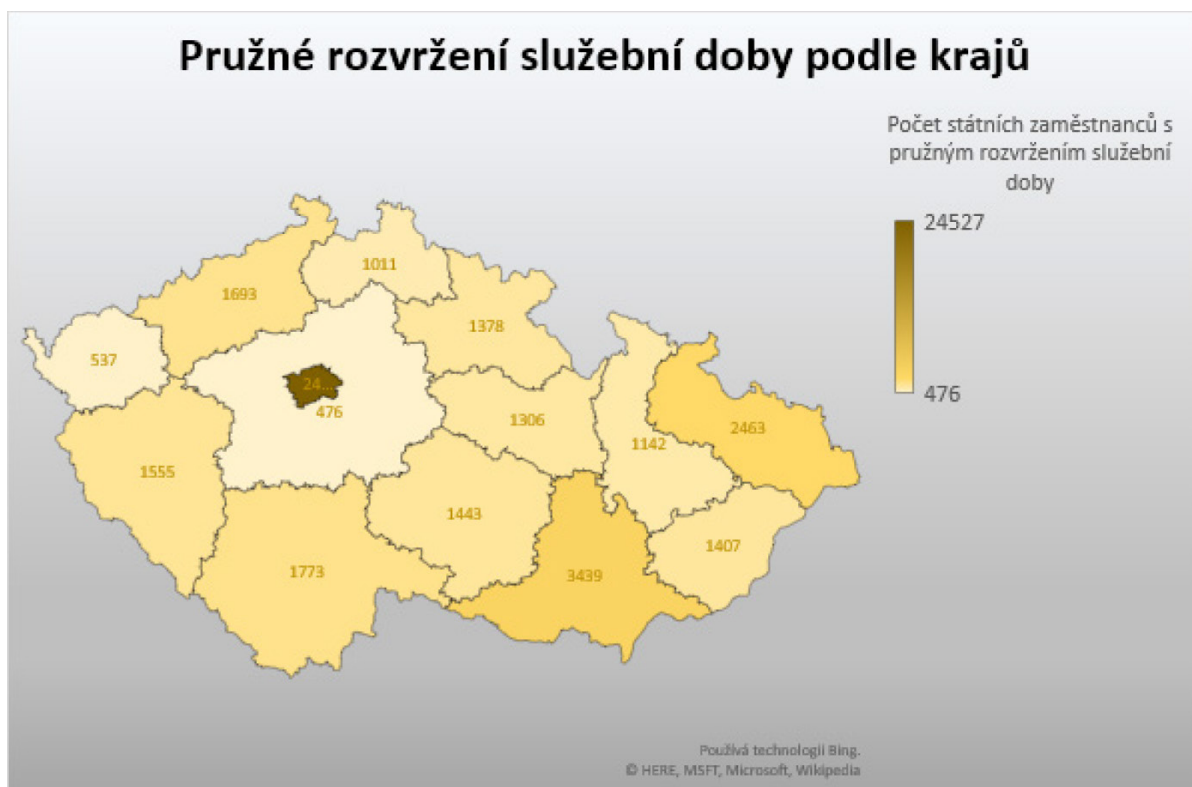 Pružné rozvržení služební doby podle krajů
Počet státních zaměstnanců s
pružným rozvržením služební
doby
24527
476
1011
1693
1378
537
24...
476
1306
2463
1142
1555
1443
1407
1773
3439
Používá technologii Bing.
© HERE, MSFT, Microsoft, Wikipedia